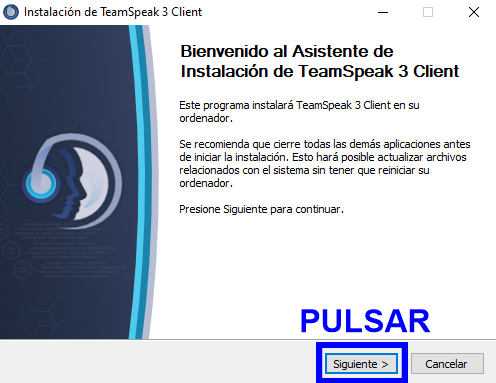 Instalación de TeamSpeak 3 Client
Bienvenido al Asistente de
Instalación de TeamSpeak 3 Client
Este programa instalará TeamSpeak 3 Client en su
ordenador.
Se recomienda que cierre todas las demás aplicaciones antes
de iniciar la instalación. Esto hará posible actualizar archivos
relacionados con el sistema sin tener que reiniciar su
ordenador.
Presione Siguiente para continuar.
PULSAR
Siguiente >
Cancelar